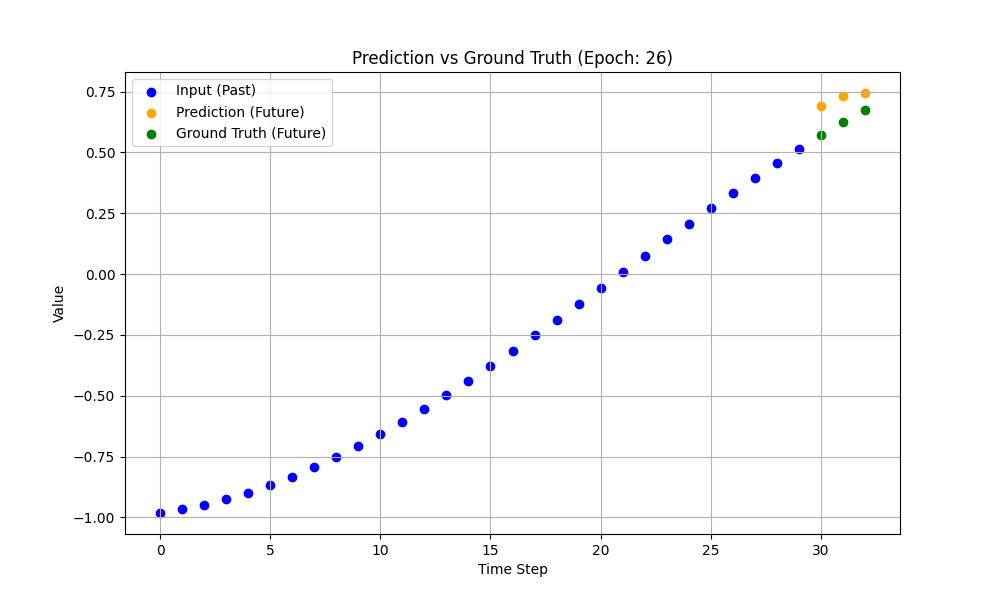 Prediction vs Ground Truth (Epoch: 26)
Input (Past)
Prediction (Future)
Ground Truth (Future)
Value
0.75
0.50
0.25
0.00
−0.25
−0.50
−0.75
−1.00
0 5 10 15 20 25 30
Time Step